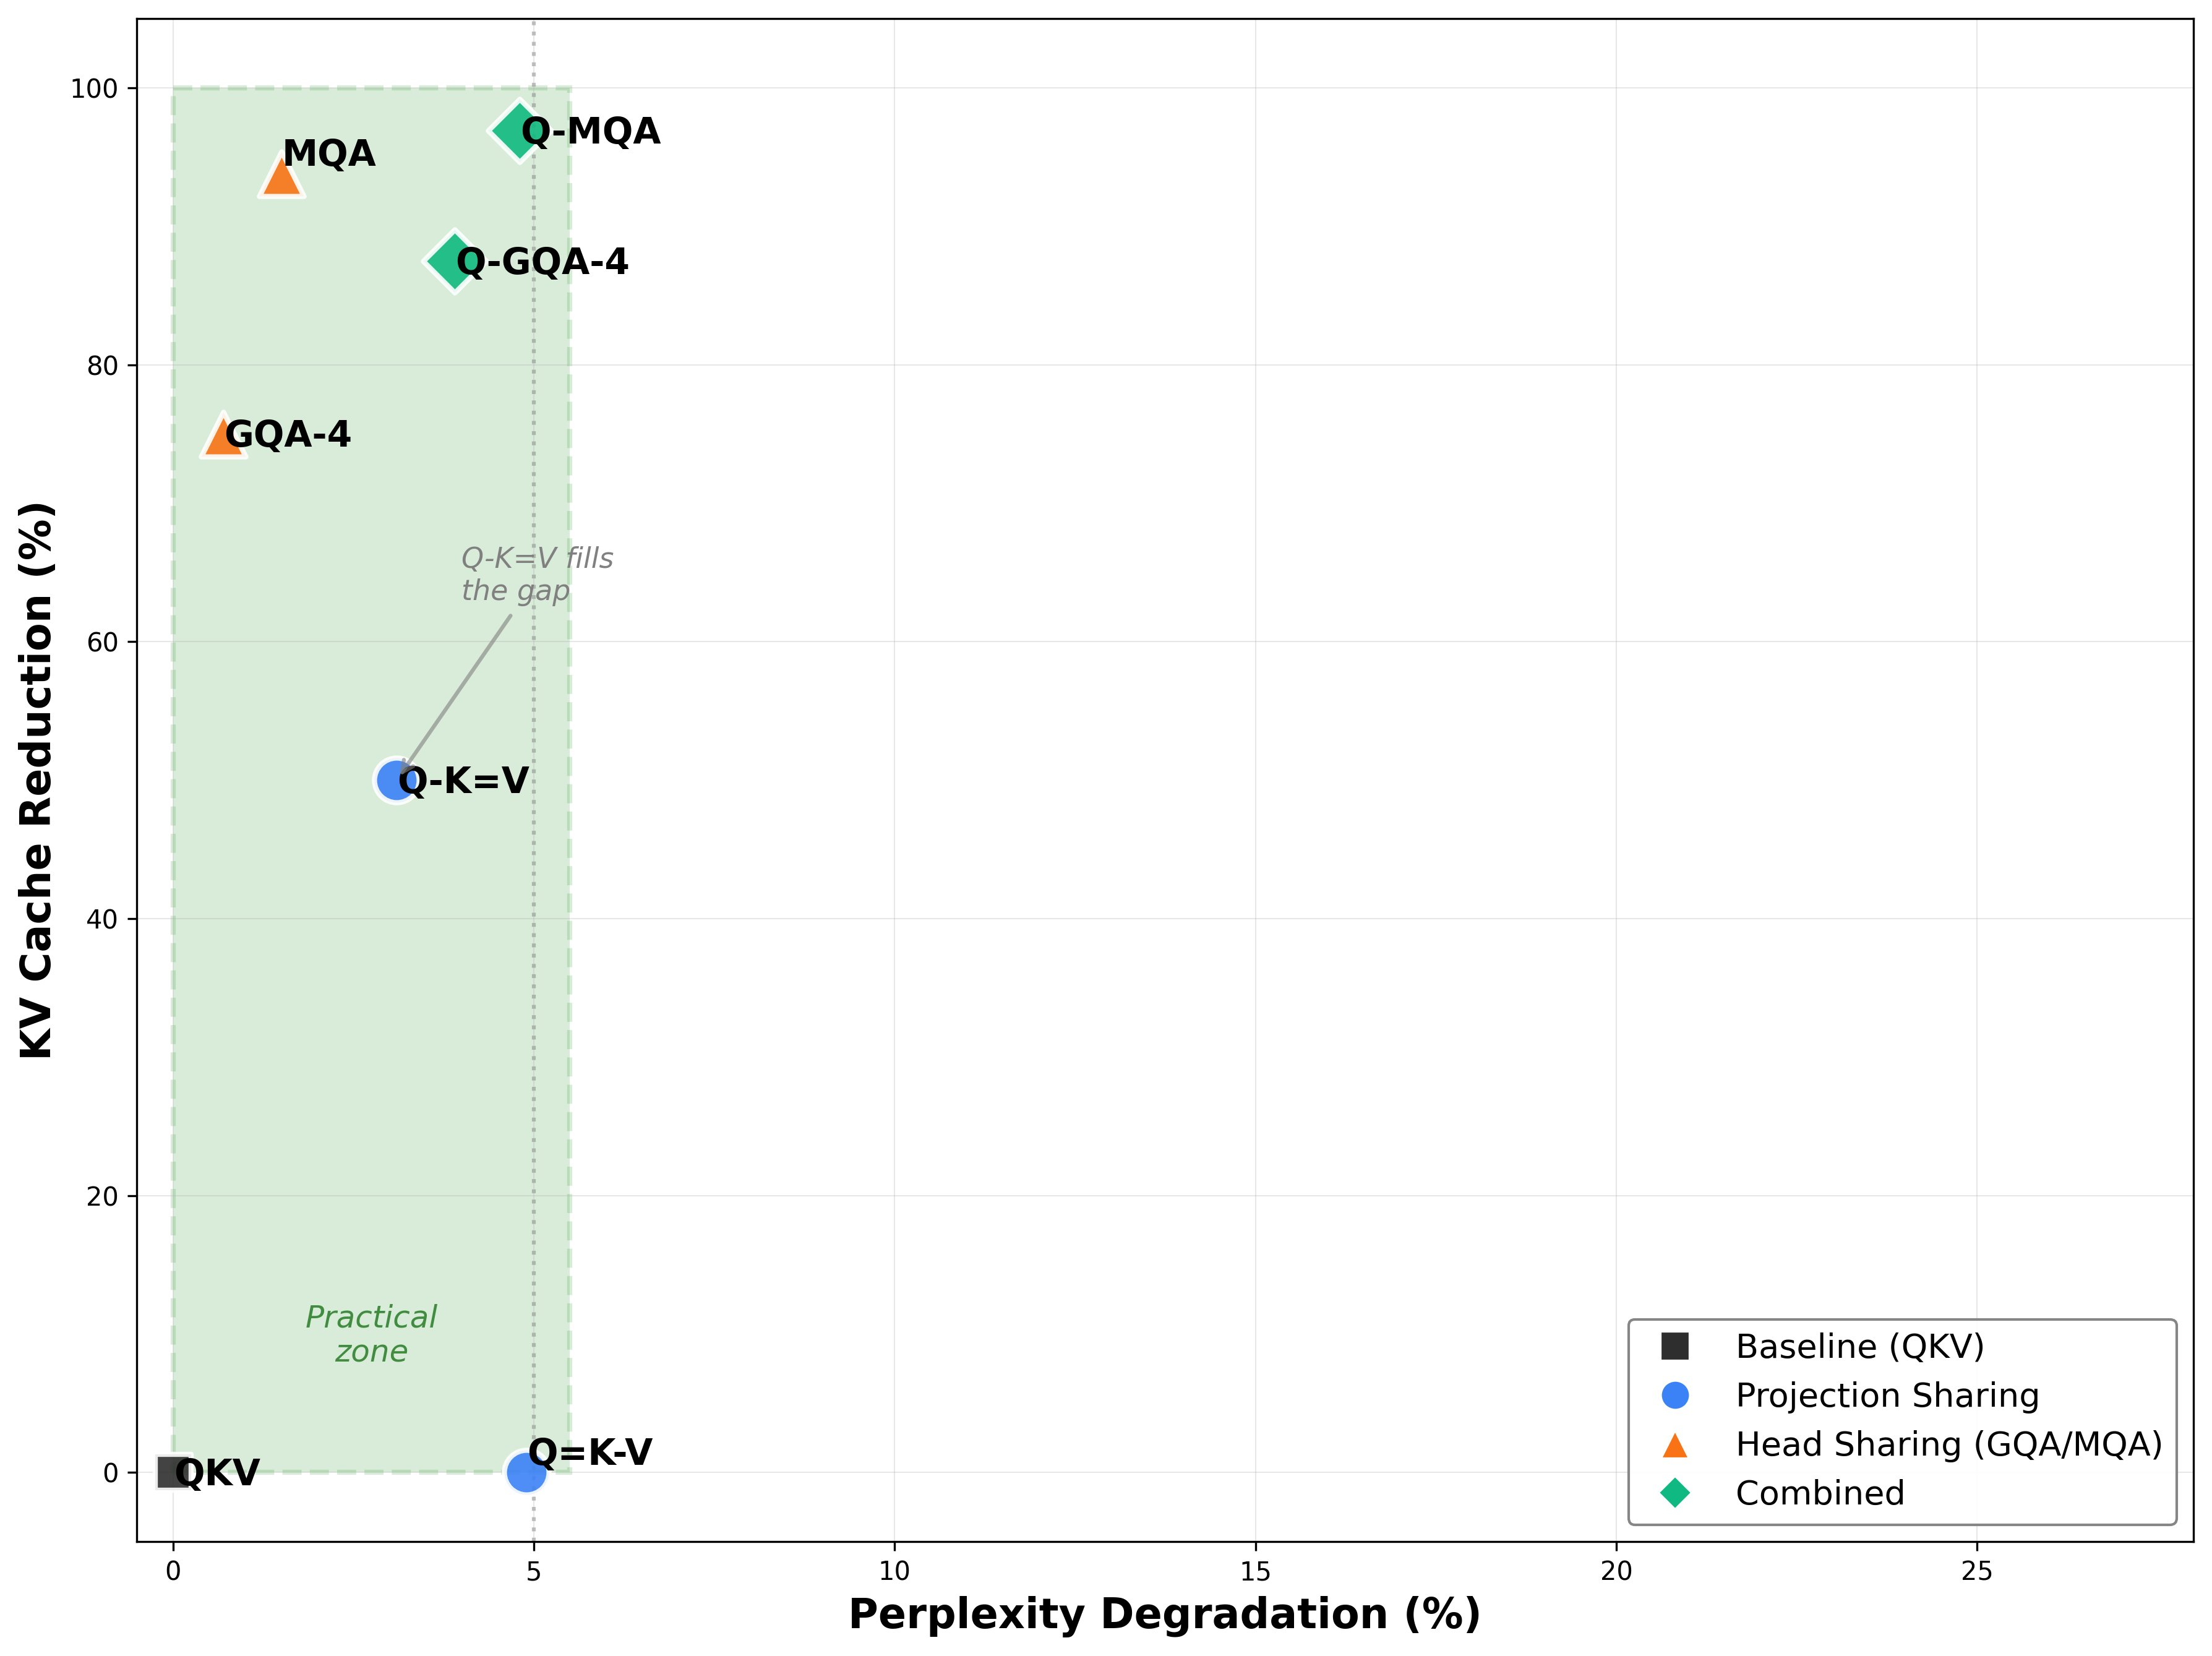 100
80
60
40
20
0
KV Cache Reduction (%)
Q-MQA
MQA
Q-GQA-4
GQA-4
Q-K=V fills
the gap
Q-K=V
Practical
zone
Q=K-V
QKV
Baseline (QKV)
Projection Sharing
Head Sharing (GQA/MQA)
Combined
0
5
10
15
20
25
Perplexity Degradation (%)